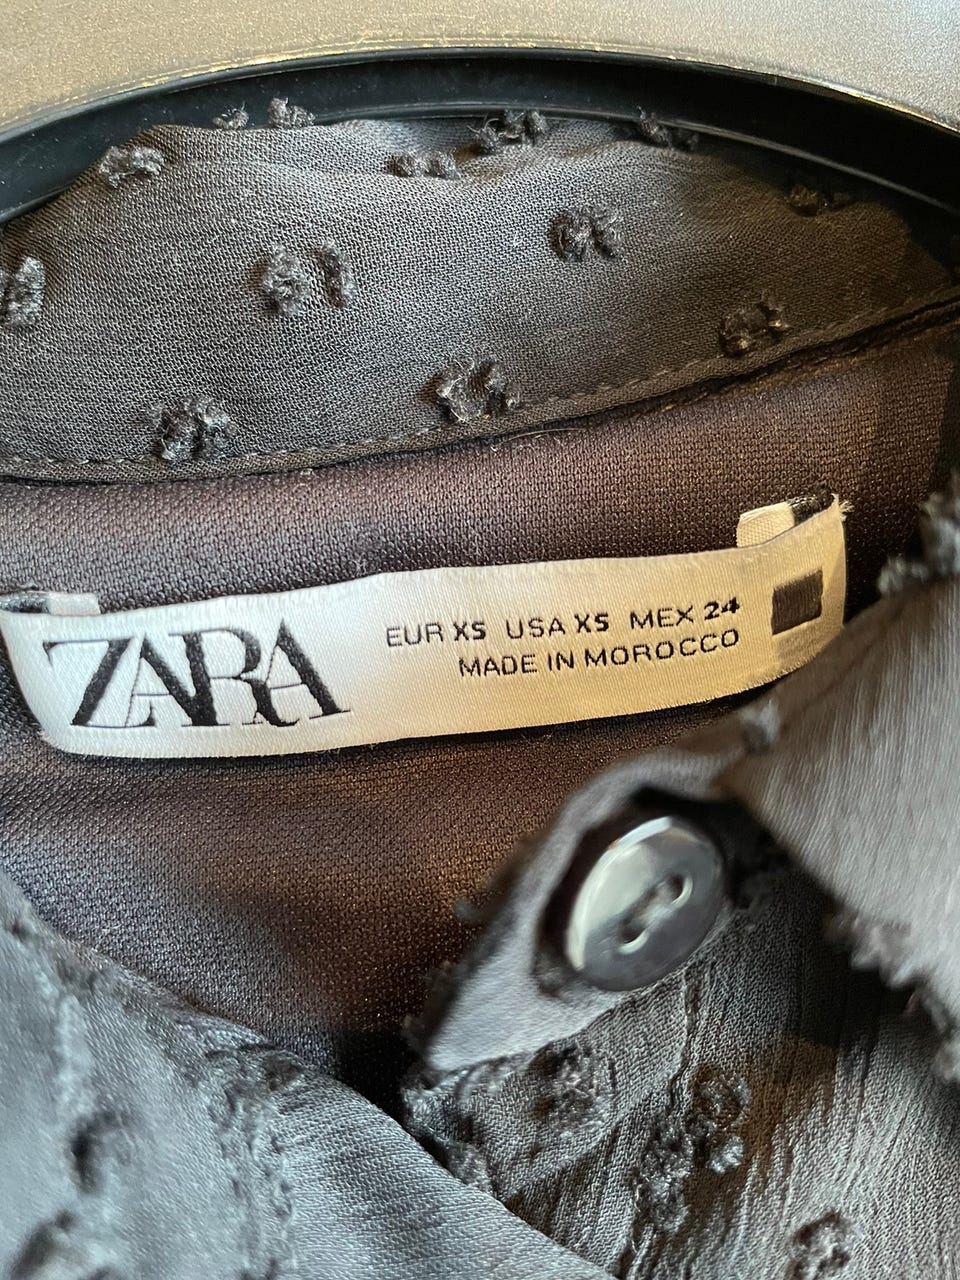 ZARA
EUR XS USA XS MEX 24
MADE IN MOROCCO